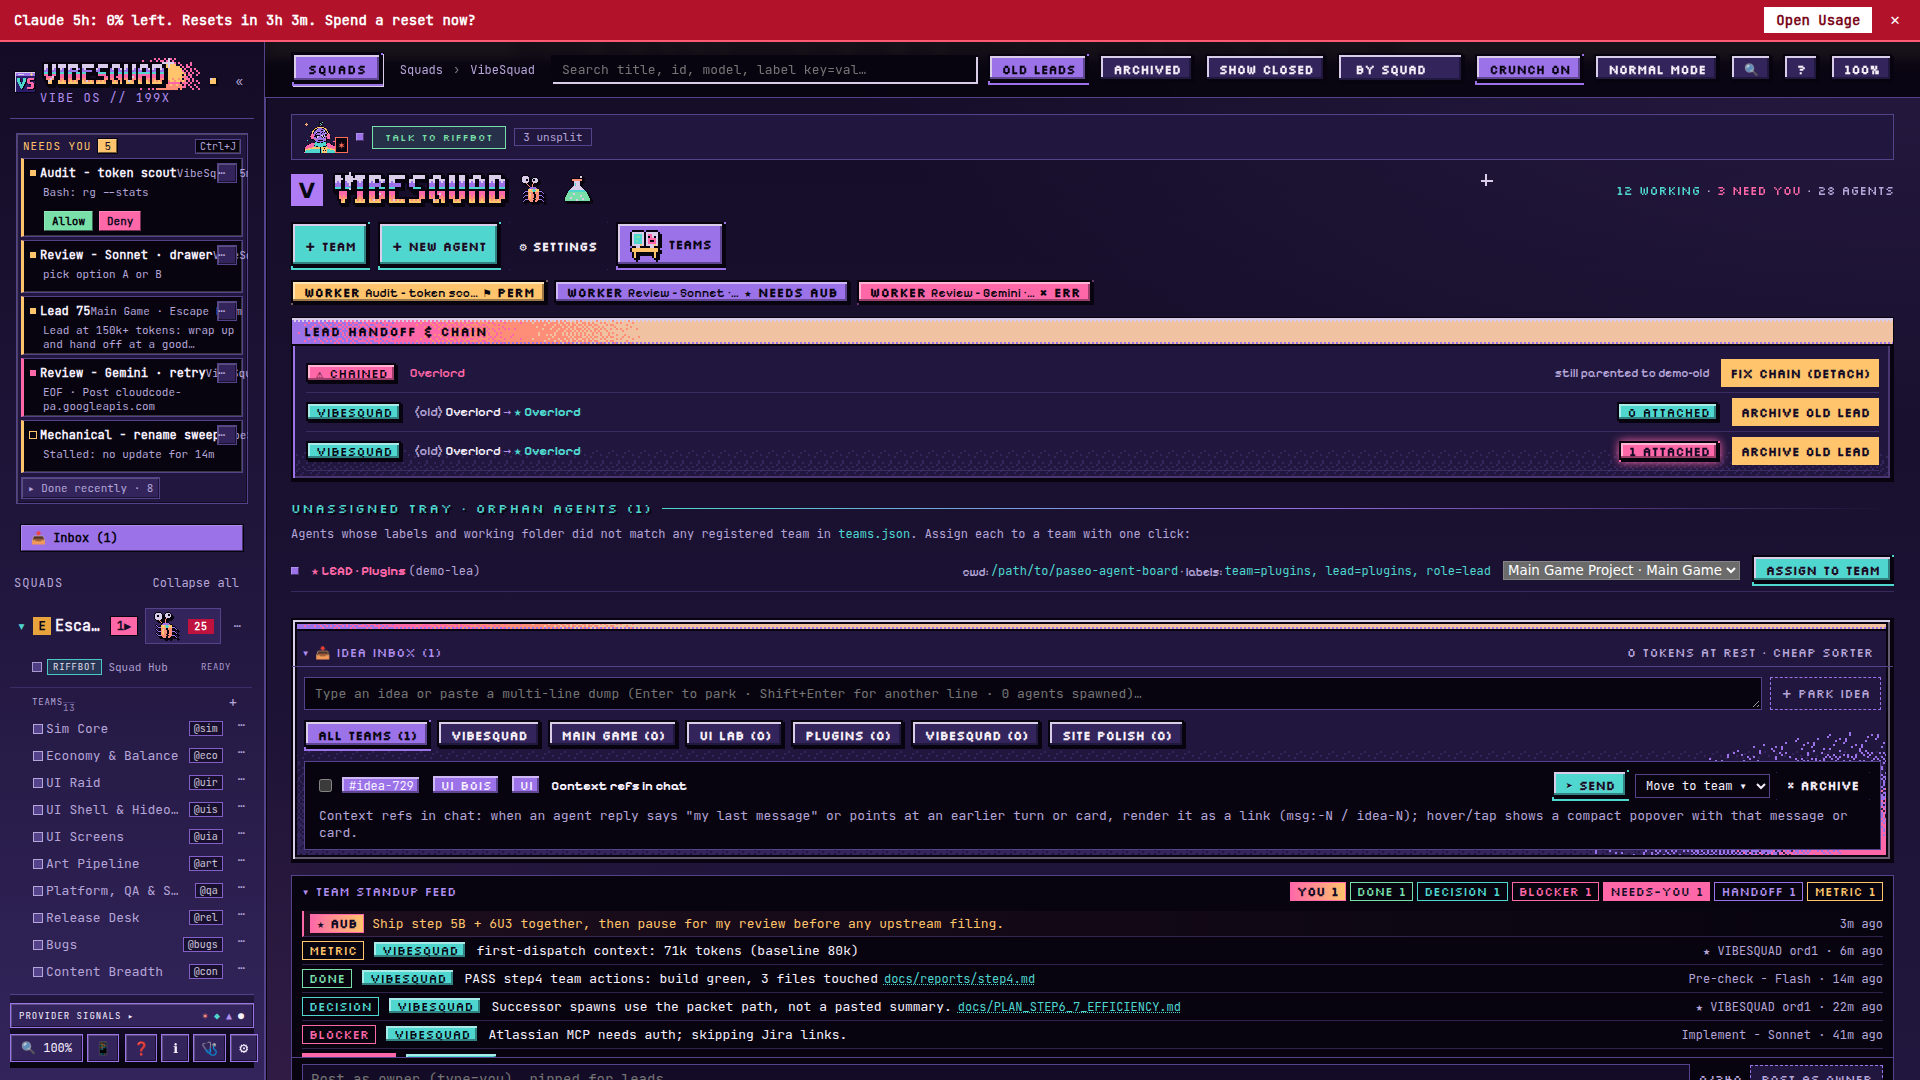 Claude 5h: 0% left. Resets in 3h 3m. Spend a reset now?
Open Usage ×
VS VIBESQUAD «
VIBE OS // 199X
NEEDS YOU 5 Ctrl+J
Audit - token scout VibeSq 5m
Bash: rg --stats
Allow Deny
Review - Sonnet · drawer
pick option A or B
Lead 75 Main Game · Escape
Lead at 150k+ tokens: wrap up
and hand off at a good…
Review - Gemini · retry
EOF · Post cloudcode-
pa.googleapis.com
Mechanical - rename sweep
Stalled: no update for 14m
▸ Done recently · 8
Inbox (1)
SQUADS Collapse all
▾ E Esca… 1▶ 25 ⋯
RIFFBOT Squad Hub READY
TEAMS 13 +
Sim Core @sim ⋯
Economy & Balance @eco ⋯
UI Raid @uir ⋯
UI Shell & Hideo… @uis ⋯
UI Screens @uia ⋯
Art Pipeline @art ⋯
Platform, QA & S… @qa ⋯
Release Desk @rel ⋯
Bugs @bugs ⋯
Content Breadth @con ⋯
PROVIDER SIGNALS ▸
100%
SQUADS Squads › VibeSquad Search title, id, model, label key=val… OLD LEADS ARCHIVED SHOW CLOSED BY SQUAD CRUNCH ON NORMAL MODE ? 100%
TALK TO RIFFBOT 3 unsplit
V VIBESQUAD
12 WORKING · 3 NEED YOU · 28 AGENTS
+ TEAM + NEW AGENT ⚙ SETTINGS TEAMS
WORKER Audit - token sco… ⚑ PERM WORKER Review - Sonnet ·… ★ NEEDS AUB WORKER Review - Gemini ·… ✖ ERR
LEAD HANDOFF & CHAIN
⚠ CHAINED Overlord still parented to demo-old FIX CHAIN (DETACH)
VIBESQUAD (old) Overlord → ★ Overlord 0 ATTACHED ARCHIVE OLD LEAD
VIBESQUAD (old) Overlord → ★ Overlord 1 ATTACHED ARCHIVE OLD LEAD
UNASSIGNED TRAY · ORPHAN AGENTS (1)
Agents whose labels and working folder did not match any registered team in teams.json. Assign each to a team with one click:
★ LEAD · Plugins (demo-lea) cwd: /path/to/paseo-agent-board · labels: team=plugins, lead=plugins, role=lead Main Game Project · Main Game ASSIGN TO TEAM
▾ IDEA INBOX (1) 0 TOKENS AT REST · CHEAP SORTER
Type an idea or paste a multi-line dump (Enter to park · Shift+Enter for another line · 0 agents spawned)… + PARK IDEA
ALL TEAMS (1) VIBESQUAD MAIN GAME (0) UI LAB (0) PLUGINS (0) VIBESQUAD (0) SITE POLISH (0)
#idea-729 UI BOIS UI Context refs in chat ➤ SEND Move to team ▾ ✖ ARCHIVE
Context refs in chat: when an agent reply says "my last message" or points at an earlier turn or card, render it as a link (msg:-N / idea-N); hover/tap shows a compact popover with that message or
card.
▾ TEAM STANDUP FEED YOU 1 DONE 1 DECISION 1 BLOCKER 1 NEEDS-YOU 1 HANDOFF 1 METRIC 1
★ AUB Ship step 5B + 6U3 together, then pause for my review before any upstream filing. 3m ago
METRIC VIBESQUAD first-dispatch context: 71k tokens (baseline 80k) ★ VIBESQUAD ord1 · 6m ago
DONE VIBESQUAD PASS step4 team actions: build green, 3 files touched docs/reports/step4.md Pre-check - Flash · 14m ago
DECISION VIBESQUAD Successor spawns use the packet path, not a pasted summary. docs/PLAN_STEP6_7_EFFICIENCY.md ★ VIBESQUAD ord1 · 22m ago
BLOCKER VIBESQUAD Atlassian MCP needs auth; skipping Jira links. Implement - Sonnet · 41m ago
Post as owner (type=you), pinned for leads POST AS OWNER